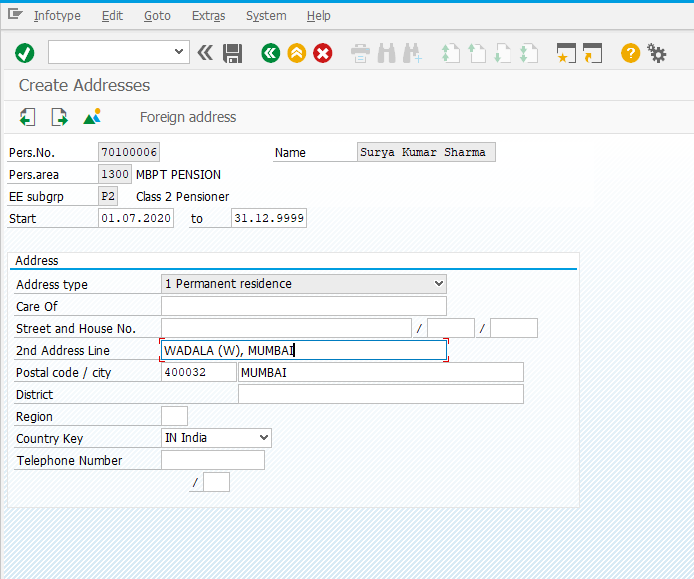 Infotype Edit Goto Extras System Help
Create Addresses
Foreign address
Pers.No. 70100006 Name Surya Kumar Sharma
Pers.area 1300 MBPT PENSION
EE subgrp P2 Class 2 Pensioner
Start 01.07.2020 to 31.12.9999
Address
Address type 1 Permanent residence
Care Of
Street and House No. / /
2nd Address Line WADALA (W), MUMBAI
Postal code / city 400032 MUMBAI
District
Region
Country Key IN India
Telephone Number
/